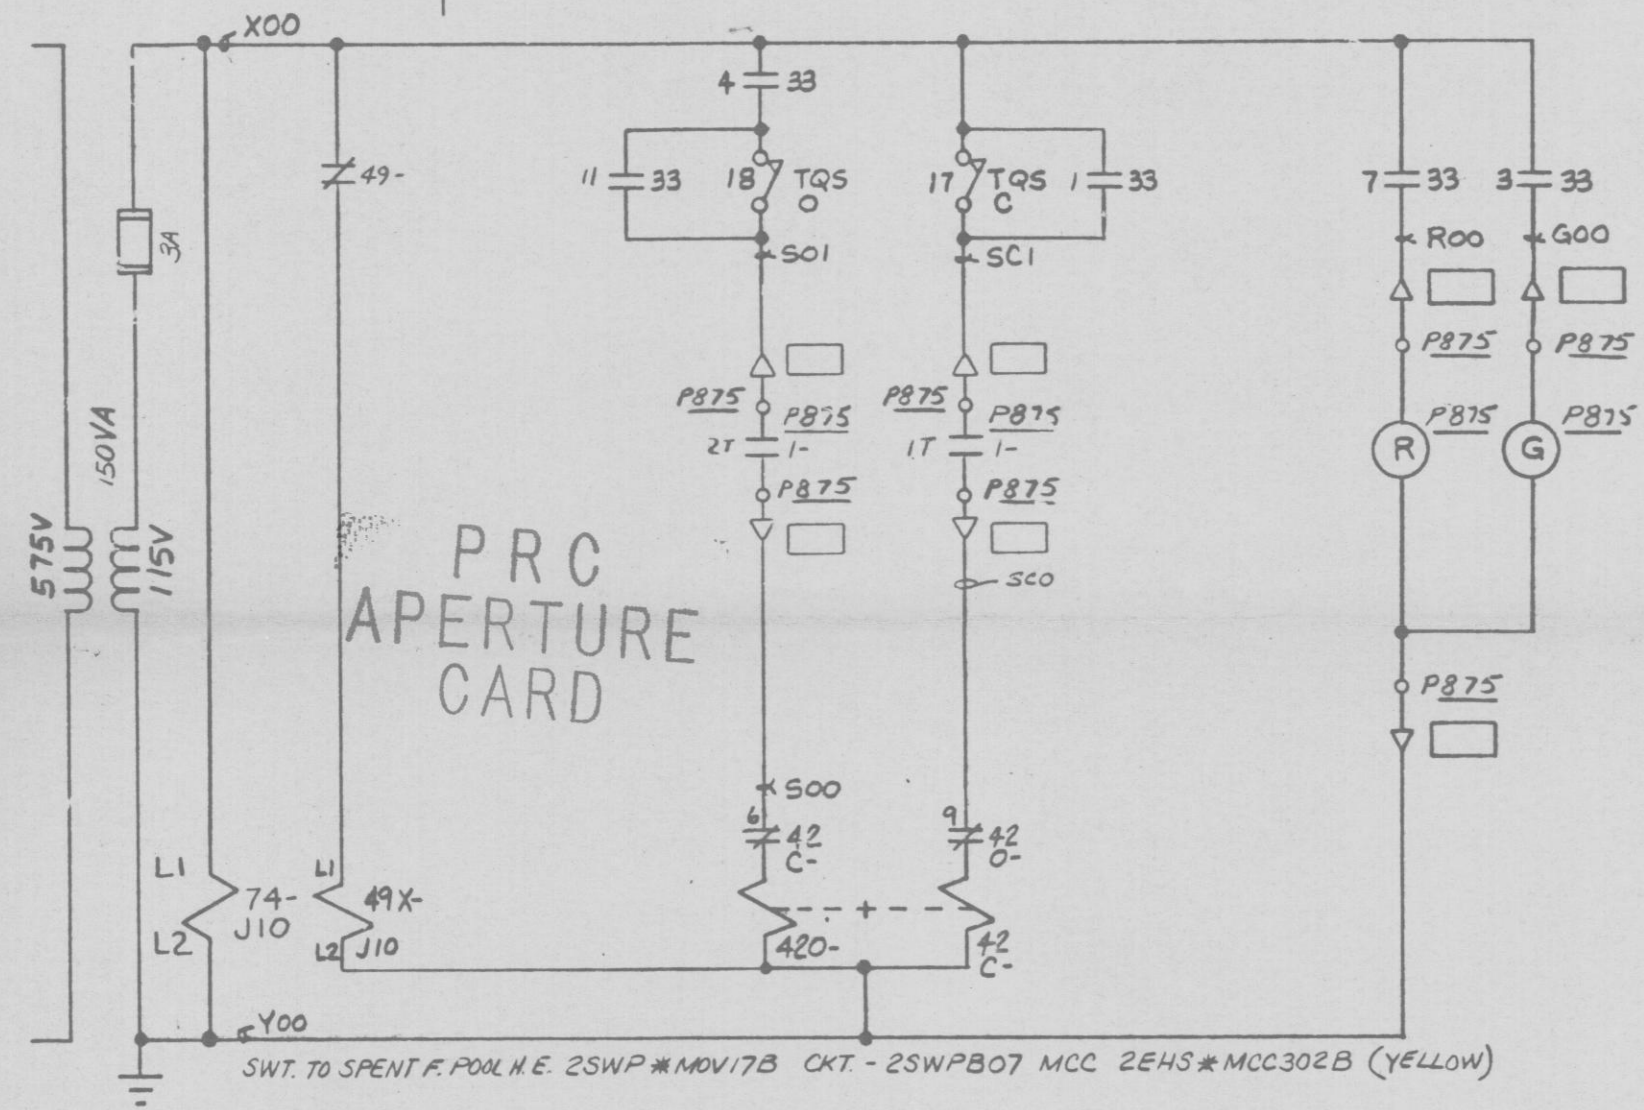 X00
4 33
49-
11 33 18 TQS 17 TQS 1 33 7 33 3 33
O C
3A
S01 SC1 R00 G00
P875 P875
P875 P875
P875 P875 P875 P875
150VA
2T 1- 1T 1- R G
P875 P875
575V 115V
PRC
SC0
APERTURE
CARD
P875
S00
6 42 9 42
C- O-
L1 L1
74- 49X-
J10 J10
L2 L2
420- 42
C-
Y00
SWT. TO SPENT F. POOL H.E. 2SWP*MOV17B CKT.-2SWPB07 MCC 2EHS*MCC302B (YELLOW)